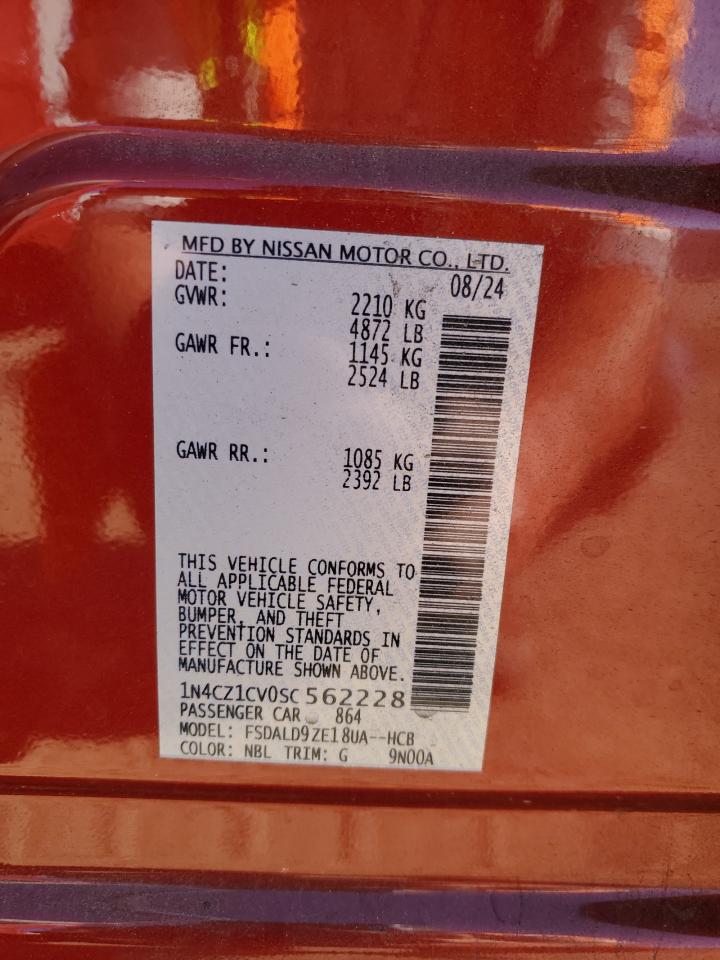 MFD BY NISSAN MOTOR CO., LTD.
DATE: 08/24
GVWR: 2210 KG
4872 LB
GAWR FR.: 1145 KG
2524 LB
GAWR RR.: 1085 KG
2392 LB
THIS VEHICLE CONFORMS TO
ALL APPLICABLE FEDERAL
MOTOR VEHICLE SAFETY,
BUMPER, AND THEFT
PREVENTION STANDARDS IN
EFFECT ON THE DATE OF
MANUFACTURE SHOWN ABOVE.
1N4CZ1CV0SC562228
PASSENGER CAR 864
MODEL: FSDALD9ZE18UA--HCB
COLOR: NBL TRIM: G 9N00A